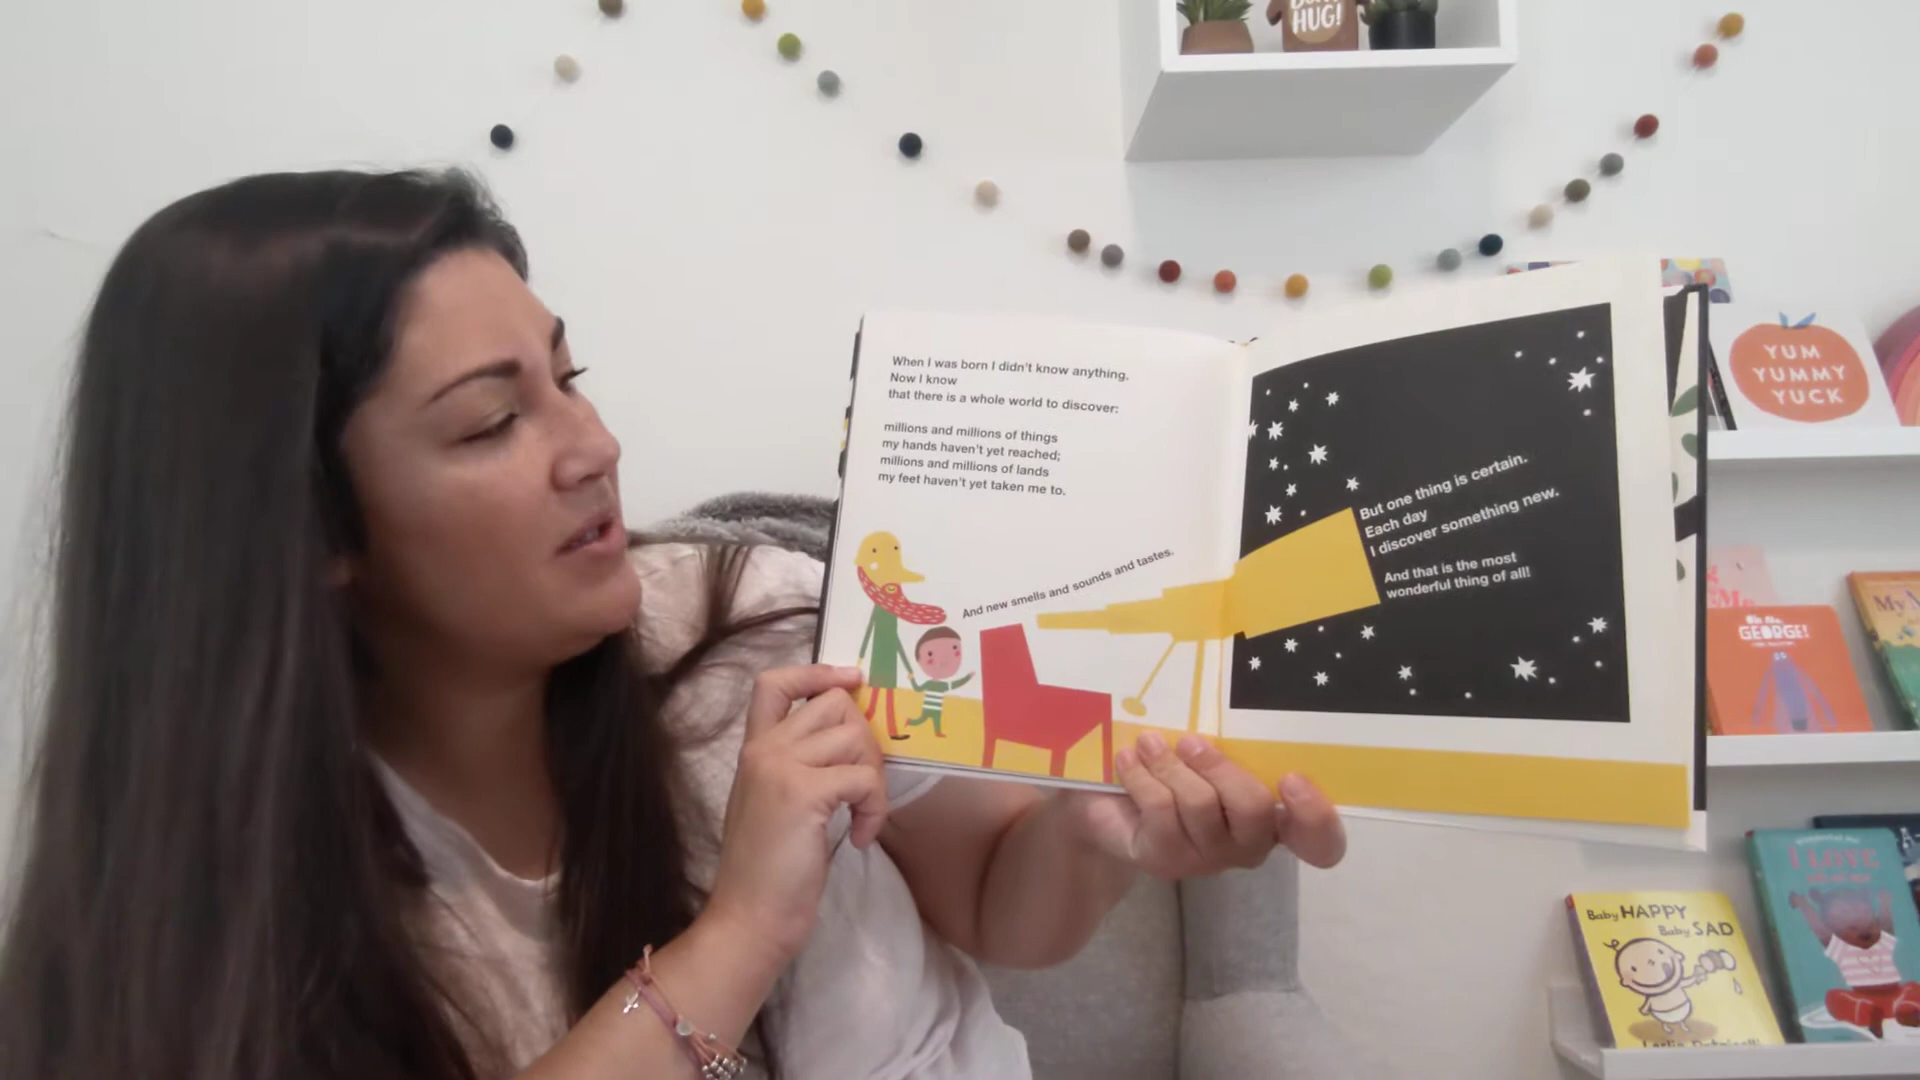 HUG!
When I was born I didn't know anything.
Now I know
that there is a whole world to discover:
millions and millions of things
my hands haven't yet reached;
millions and millions of lands
my feet haven't yet taken me to.
And new smells and sounds and tastes.
But one thing is certain.
Each day
I discover something new.
And that is the most
wonderful thing of all!
YUM
YUMMY
YUCK
Oh No,
GEORGE!
My
Baby HAPPY
Baby SAD
I LOVE